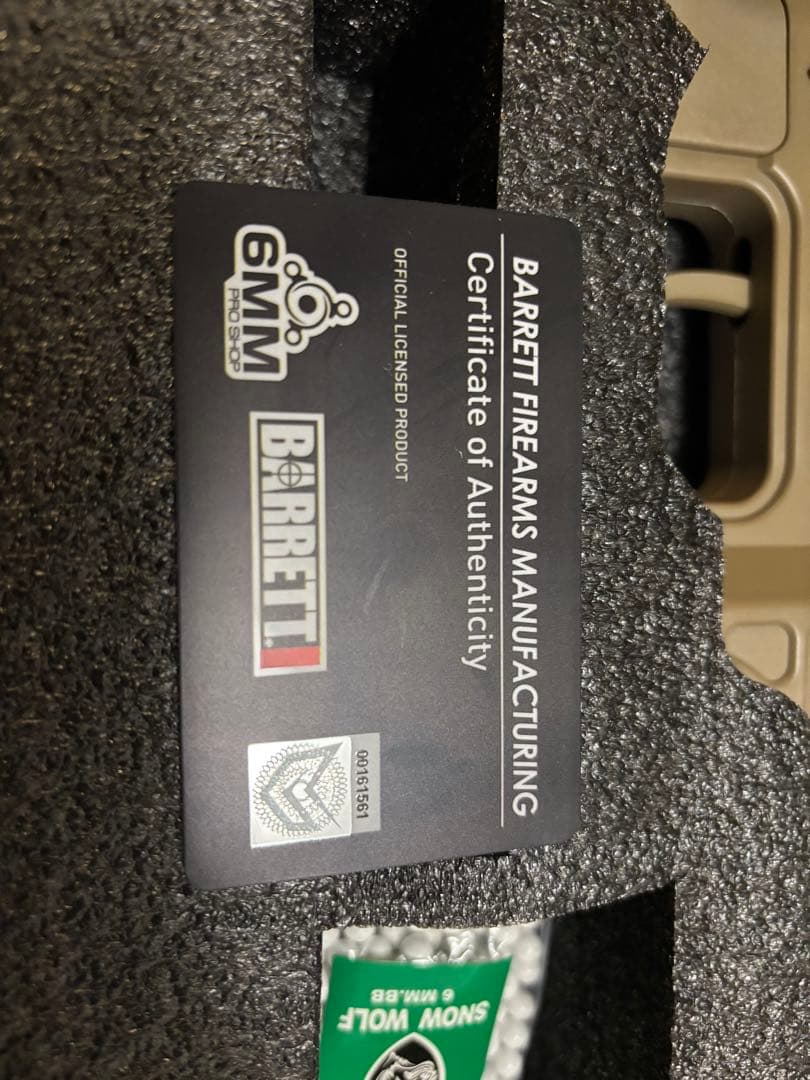 BARRETT FIREARMS MANUFACTURING
Certificate of Authenticity
OFFICIAL LICENSED PRODUCT
6MM
PRO SHOP
BARRETT
00161561
SNOW WOLF
6 MM.BB